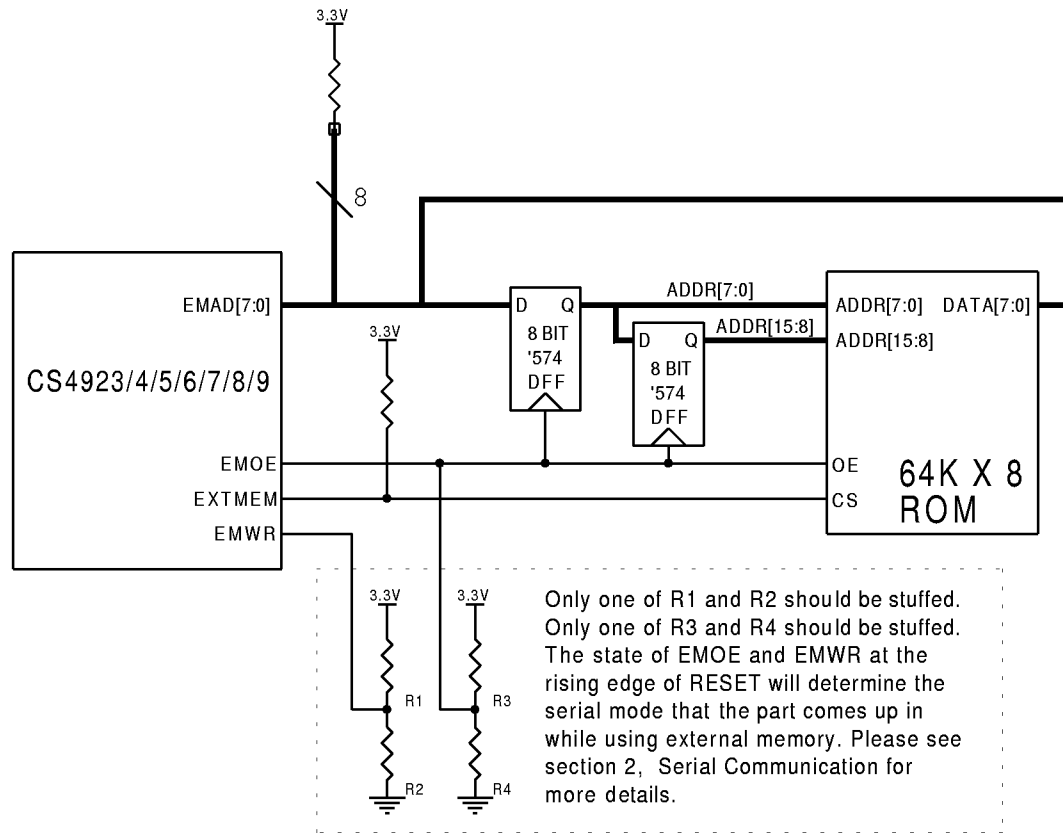 3.3V
8
EMAD[7:0]
CS4923/4/5/6/7/8/9
EMOE
EXTMEM
EMWR
3.3V
D Q
8 BIT
'574
DFF
ADDR[7:0]
D Q
8 BIT
'574
DFF
ADDR[15:8]
ADDR[7:0] DATA[7:0]
ADDR[15:8]
OE
CS
64K X 8
ROM
3.3V
R1
R2
3.3V
R3
R4
Only one of R1 and R2 should be stuffed.
Only one of R3 and R4 should be stuffed.
The state of EMOE and EMWR at the
rising edge of RESET will determine the
serial mode that the part comes up in
while using external memory. Please see
section 2, Serial Communication for
more details.